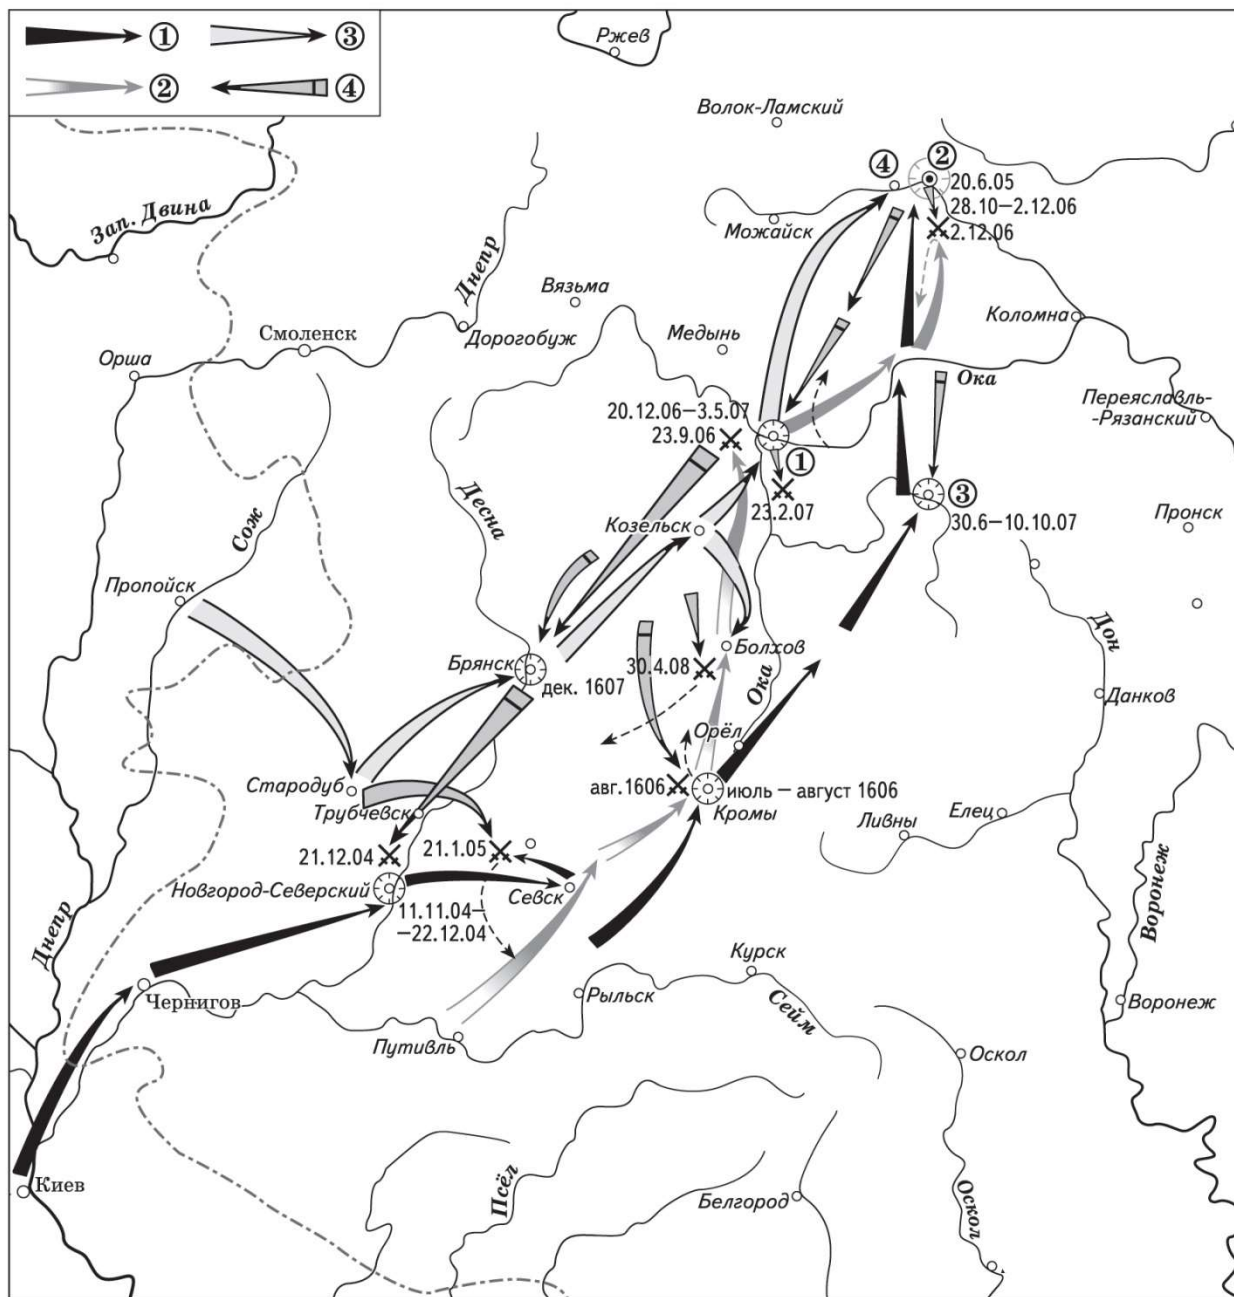 ①
③
②
④
Ржев
Волок-Ламский
④
②
20.6.05
28.10–2.12.06
2.12.06
Можайск
Зап. Двина
Днепр
Вязьма
Коломна
Смоленск
Дорогобуж
Медынь
Орша
Ока
Переяславль-
-Рязанский
20.12.06–3.5.07
23.9.06
①
23.2.07
③
30.6–10.10.07
Пронск
Козельск
Десна
Сож
Пропойск
Болхов
Дон
Брянск
дек. 1607
30.4.08
Ока
Данков
Орёл
Стародуб
авг.1606
июль – август 1606
Кромы
Трубчевск
Ливны
Елец
21.12.04
21.1.05
Новгород-Северский
Севск
11.11.04–
–22.12.04
Воронеж
Днепр
Курск
Чернигов
Рыльск
Сейм
Воронеж
Путивль
Оскол
Киев
Псёл
Белгород
Оскол